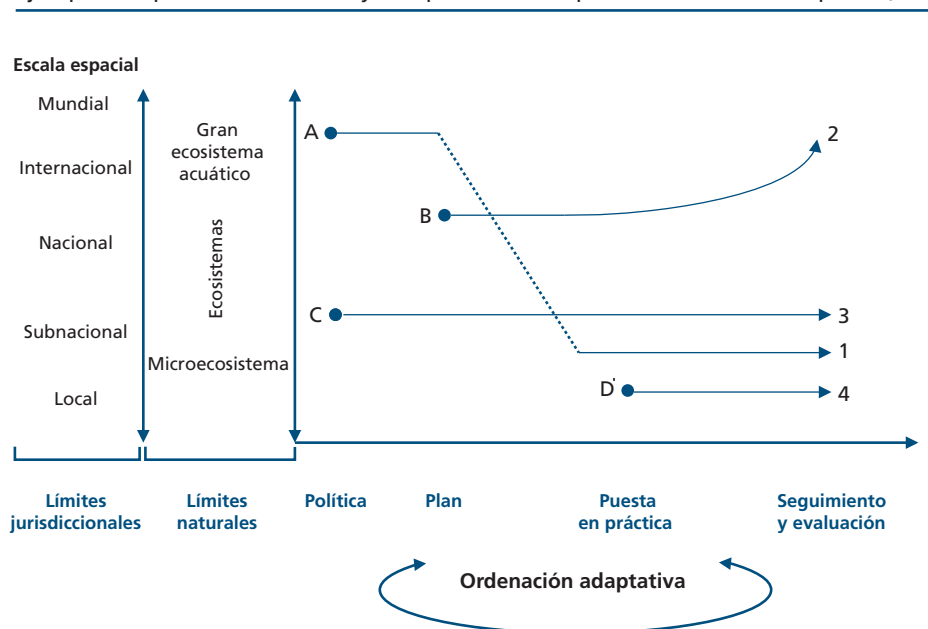 Escala espacial
Mundial
Internacional
Nacional
Subnacional
Local
Gran
ecosistema
acuático
Ecosistemas
Microecosistema
A
B
C
D'
2
3
1
4
Límites
jurisdiccionales
Límites
naturales
Política
Plan
Puesta
en práctica
Seguimiento
y evaluación
Ordenación adaptativa